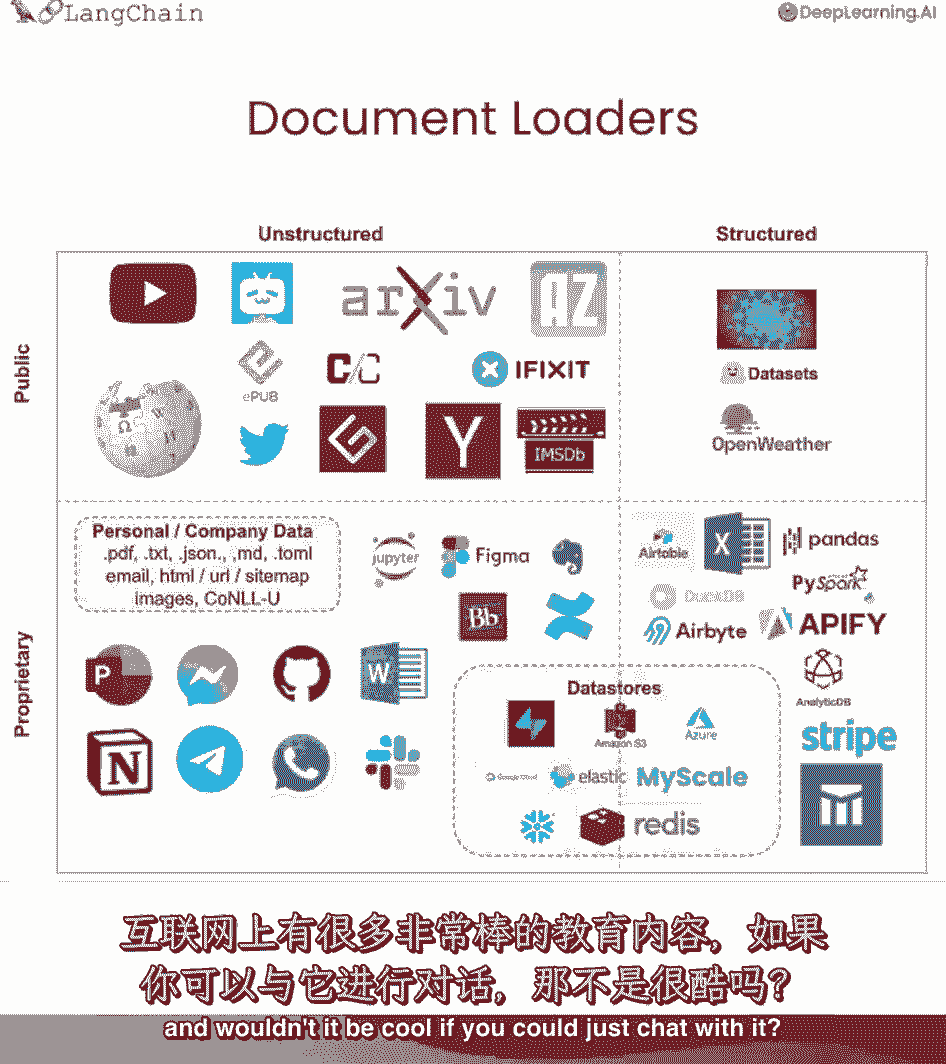 LangChain
DeepLearning.AI
Document Loaders
Unstructured
Structured
Public
arXiv
AZ
Datasets
ePUB
C/C
IFIXIT
OpenWeather
Y
IMSDb
Proprietary
Personal / Company Data
.pdf, .txt, .json., .md, .toml
email, html / url / sitemap
images, CoNLL-U
jupyter
Figma
Airtable
X
pandas
PySpark
DuckDB
Bb
Airbyte
APIFY
P
W
AnalyticDB
Datastores
Amazon S3
Azure
stripe
N
Google Cloud
elastic
MyScale
redis
互联网上有很多非常棒的教育内容，如果
你可以与它进行对话，那不是很酷吗？
and wouldn't it be cool if you could just chat with it?